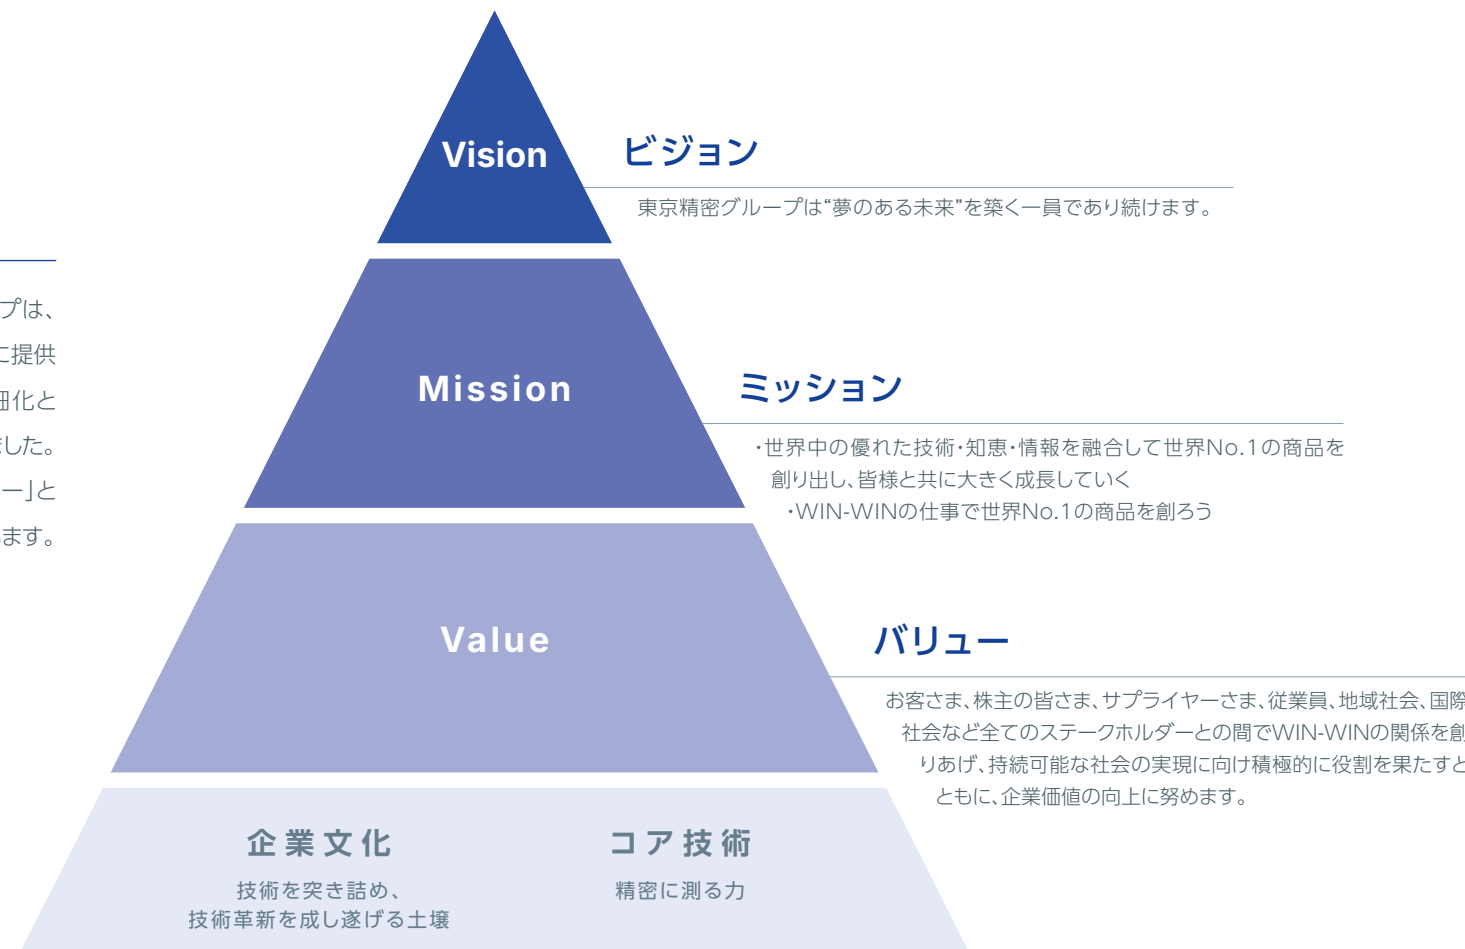 プは、
に提供
化と
した。
ー」と
ます。
Vision
ビジョン
東京精密グループは“夢のある未来”を築く一員であり続けます。
Mission
ミッション
・世界中の優れた技術・知恵・情報を融合して世界No.1の商品を
創り出し、皆様と共に大きく成長していく
・WIN-WINの仕事で世界No.1の商品を創ろう
Value
バリュー
お客さま、株主の皆さま、サプライヤーさま、従業員、地域社会、国際
社会など全てのステークホルダーとの間でWIN-WINの関係を創
りあげ、持続可能な社会の実現に向け積極的に役割を果たすと
ともに、企業価値の向上に努めます。
企業文化
技術を突き詰め、
技術革新を成し遂げる土壌
コア技術
精密に測る力